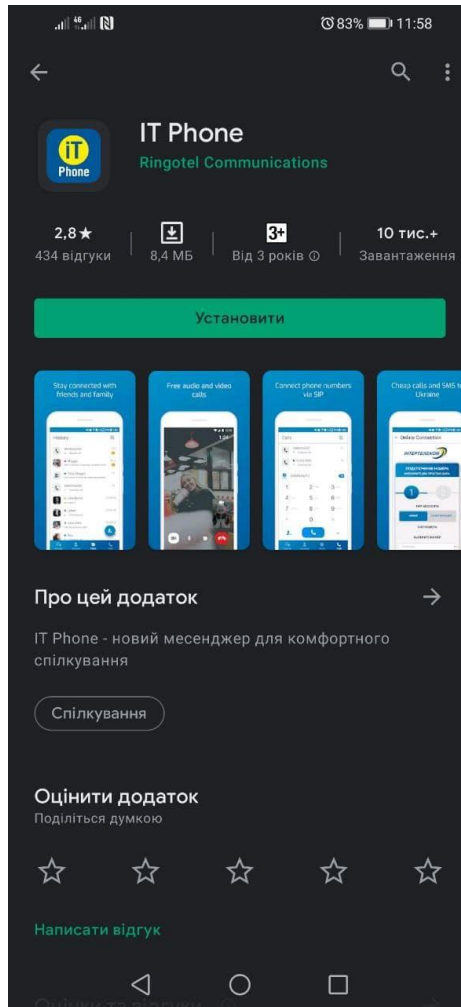 46
83%
11:58
iT
Phone
IT Phone
Ringotel Communications
2,8★
434 відгуки
8,4 МБ
3+
Від 3 років
10 тис.+
Завантаження
Установити
Stay connected with
friends and family
Free audio and video
calls
Connect phone numbers
via SIP
Cheap calls and SMS to
Ukraine
Про цей додаток
IT Phone - новий месенджер для комфортного
спілкування
Спілкування
Оцінити додаток
Поділіться думкою
Написати відгук
Оцінки та відгуки